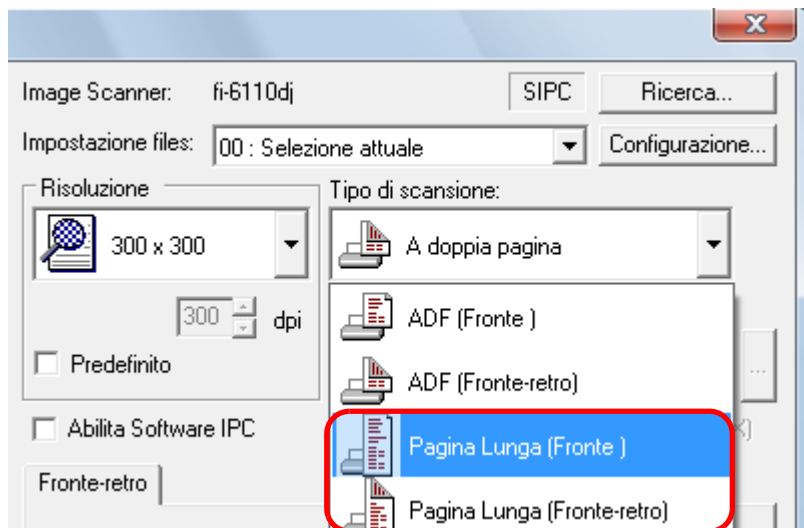 Image Scanner: fi-6110dj SIPC Ricerca...
Impostazione files: 00 : Selezione attuale Configurazione...
Risoluzione Tipo di scansione:
300 x 300 A doppia pagina
300 dpi ADF (Fronte )
Predefinito ADF (Fronte-retro) ...
Abilita Software IPC Pagina Lunga (Fronte )
Fronte-retro Pagina Lunga (Fronte-retro)